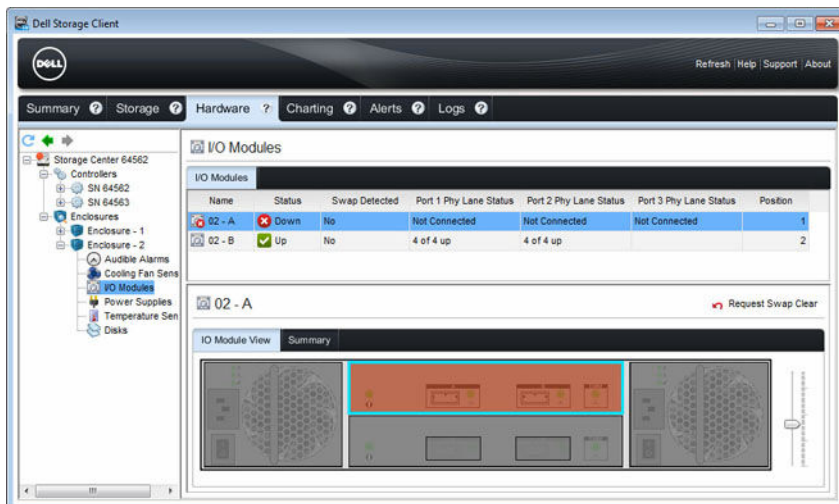 Dell Storage Client
DELL
Refresh Help Support About
Summary ? Storage ? Hardware ? Charting ? Alerts ? Logs ?
Storage Center 64562
Controllers
SN 64562
SN 64563
Enclosures
Enclosure - 1
Enclosure - 2
Audible Alarms
Cooling Fan Sens
I/O Modules
Power Supplies
Temperature Sen
Disks
I/O Modules
I/O Modules
Name Status Swap Detected Port 1 Phy Lane Status Port 2 Phy Lane Status Port 3 Phy Lane Status Position
02 - A Down No Not Connected Not Connected Not Connected 1
02 - B Up No 4 of 4 up 4 of 4 up 2
02 - A
Request Swap Clear
IO Module View Summary